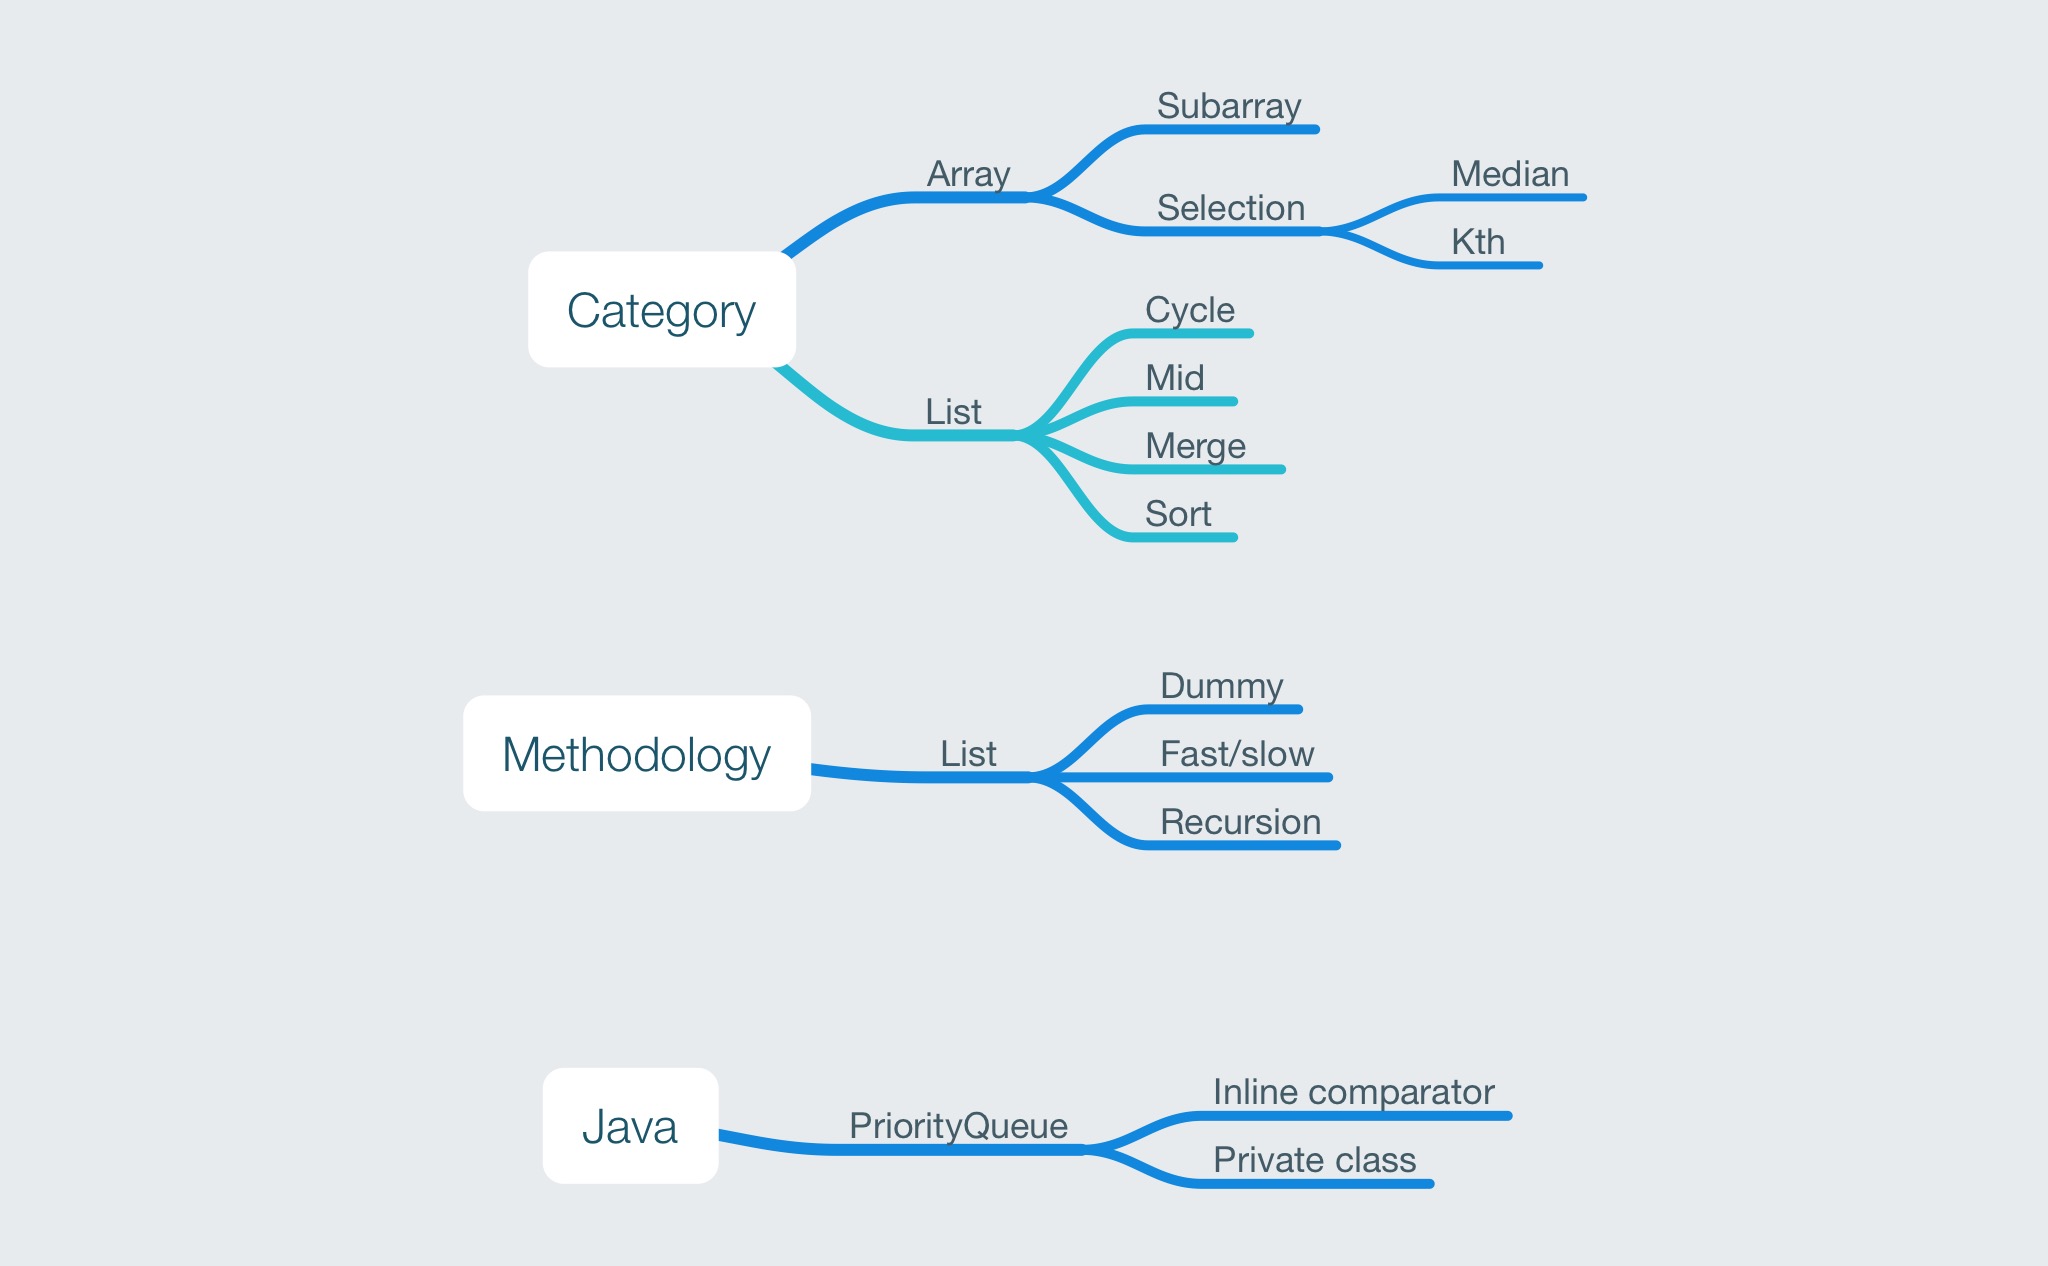 Category
Array
Subarray
Selection
Median
Kth
List
Cycle
Mid
Merge
Sort
Methodology
List
Dummy
Fast/slow
Recursion
Java
PriorityQueue
Inline comparator
Private class